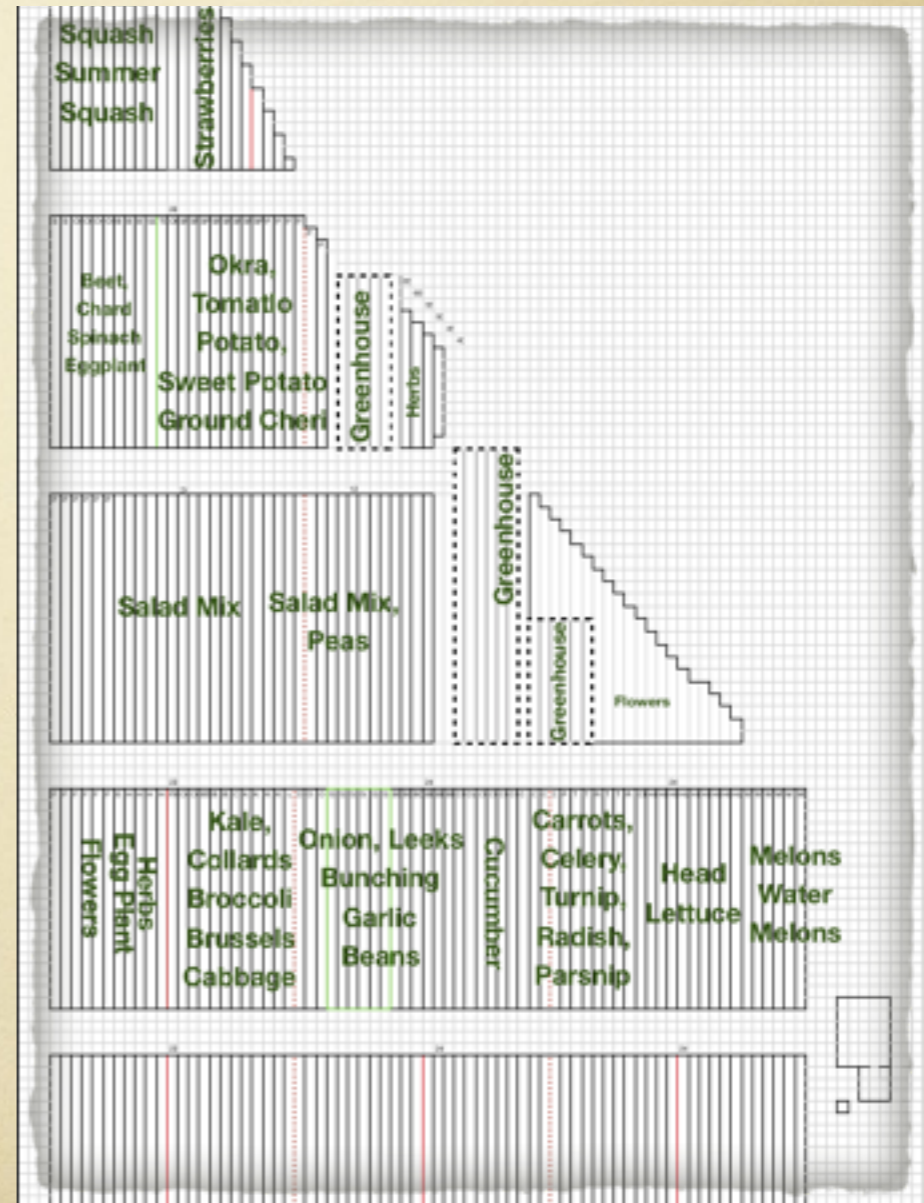 Squash
Summer
Squash
Strawberries
Beet,
Chard
Spinach
Eggplant
Okra,
Tomatlo
Potato,
Sweet Potato
Ground Cheri
Greenhouse
Herbs
Greenhouse
Salad Mix
Salad Mix,
Peas
Greenhouse
Flowers
Flowers
Egg Plant
Herbs
Kale,
Collards
Broccoli
Brussels
Cabbage
Onion, Leeks
Bunching
Garlic
Beans
Cucumber
Carrots,
Celery,
Turnip,
Radish,
Parsnip
Head
Lettuce
Melons
Water
Melons